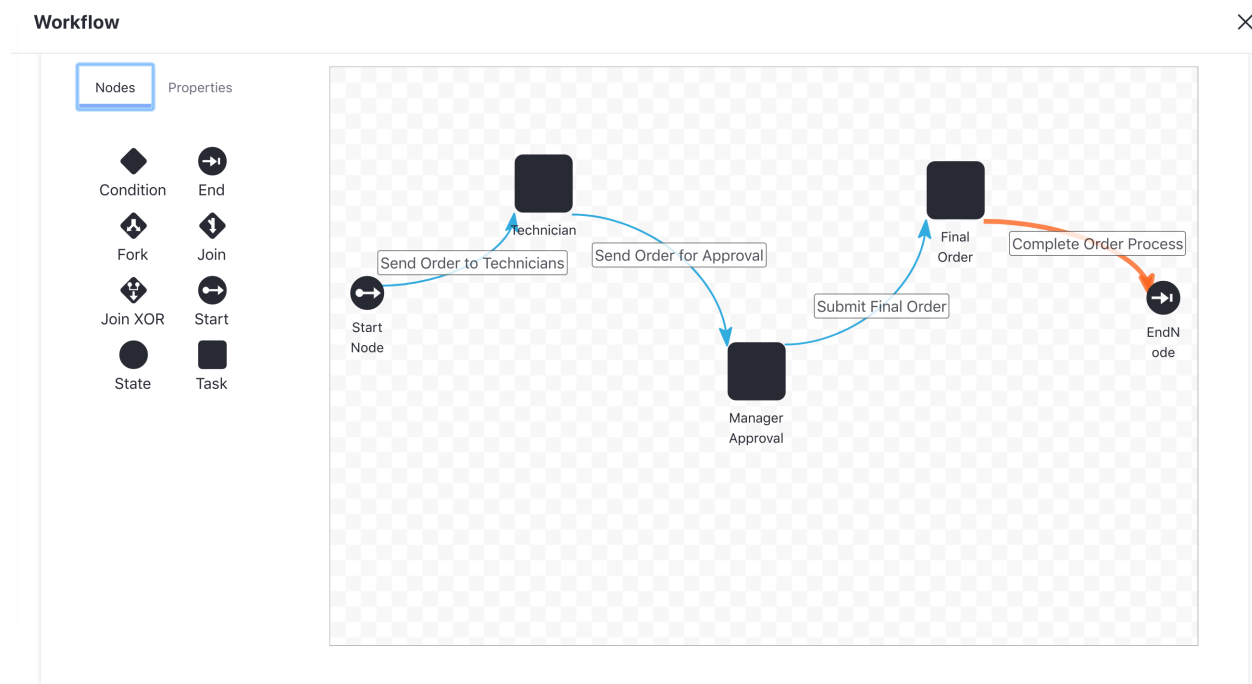 Workflow
Nodes
Properties
Condition
End
Fork
Join
Join XOR
Start
State
Task
Start
Node
Send Order to Technicians
Technician
Send Order for Approval
Manager
Approval
Submit Final Order
Final
Order
Complete Order Process
EndN
ode